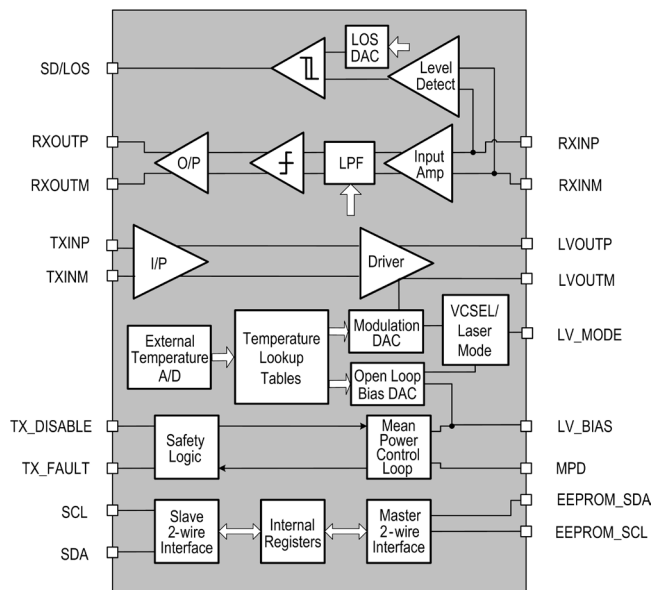 LOS
DAC
SD/LOS
Level
Detect
RXOUTP
RXINP
O/P
LPF
Input
Amp
RXOUTM
RXINM
TXINP
LVOUTP
I/P
Driver
TXINM
LVOUTM
VCSEL/
Laser
Mode
Modulation
DAC
LV_MODE
External
Temperature
A/D
Temperature
Lookup
Tables
Open Loop
Bias DAC
TX_DISABLE
Safety
Logic
Mean
Power
Control
Loop
LV_BIAS
TX_FAULT
MPD
EEPROM_SDA
SCL
Slave
2-wire
Interface
Internal
Registers
Master
2-wire
Interface
EEPROM_SCL
SDA